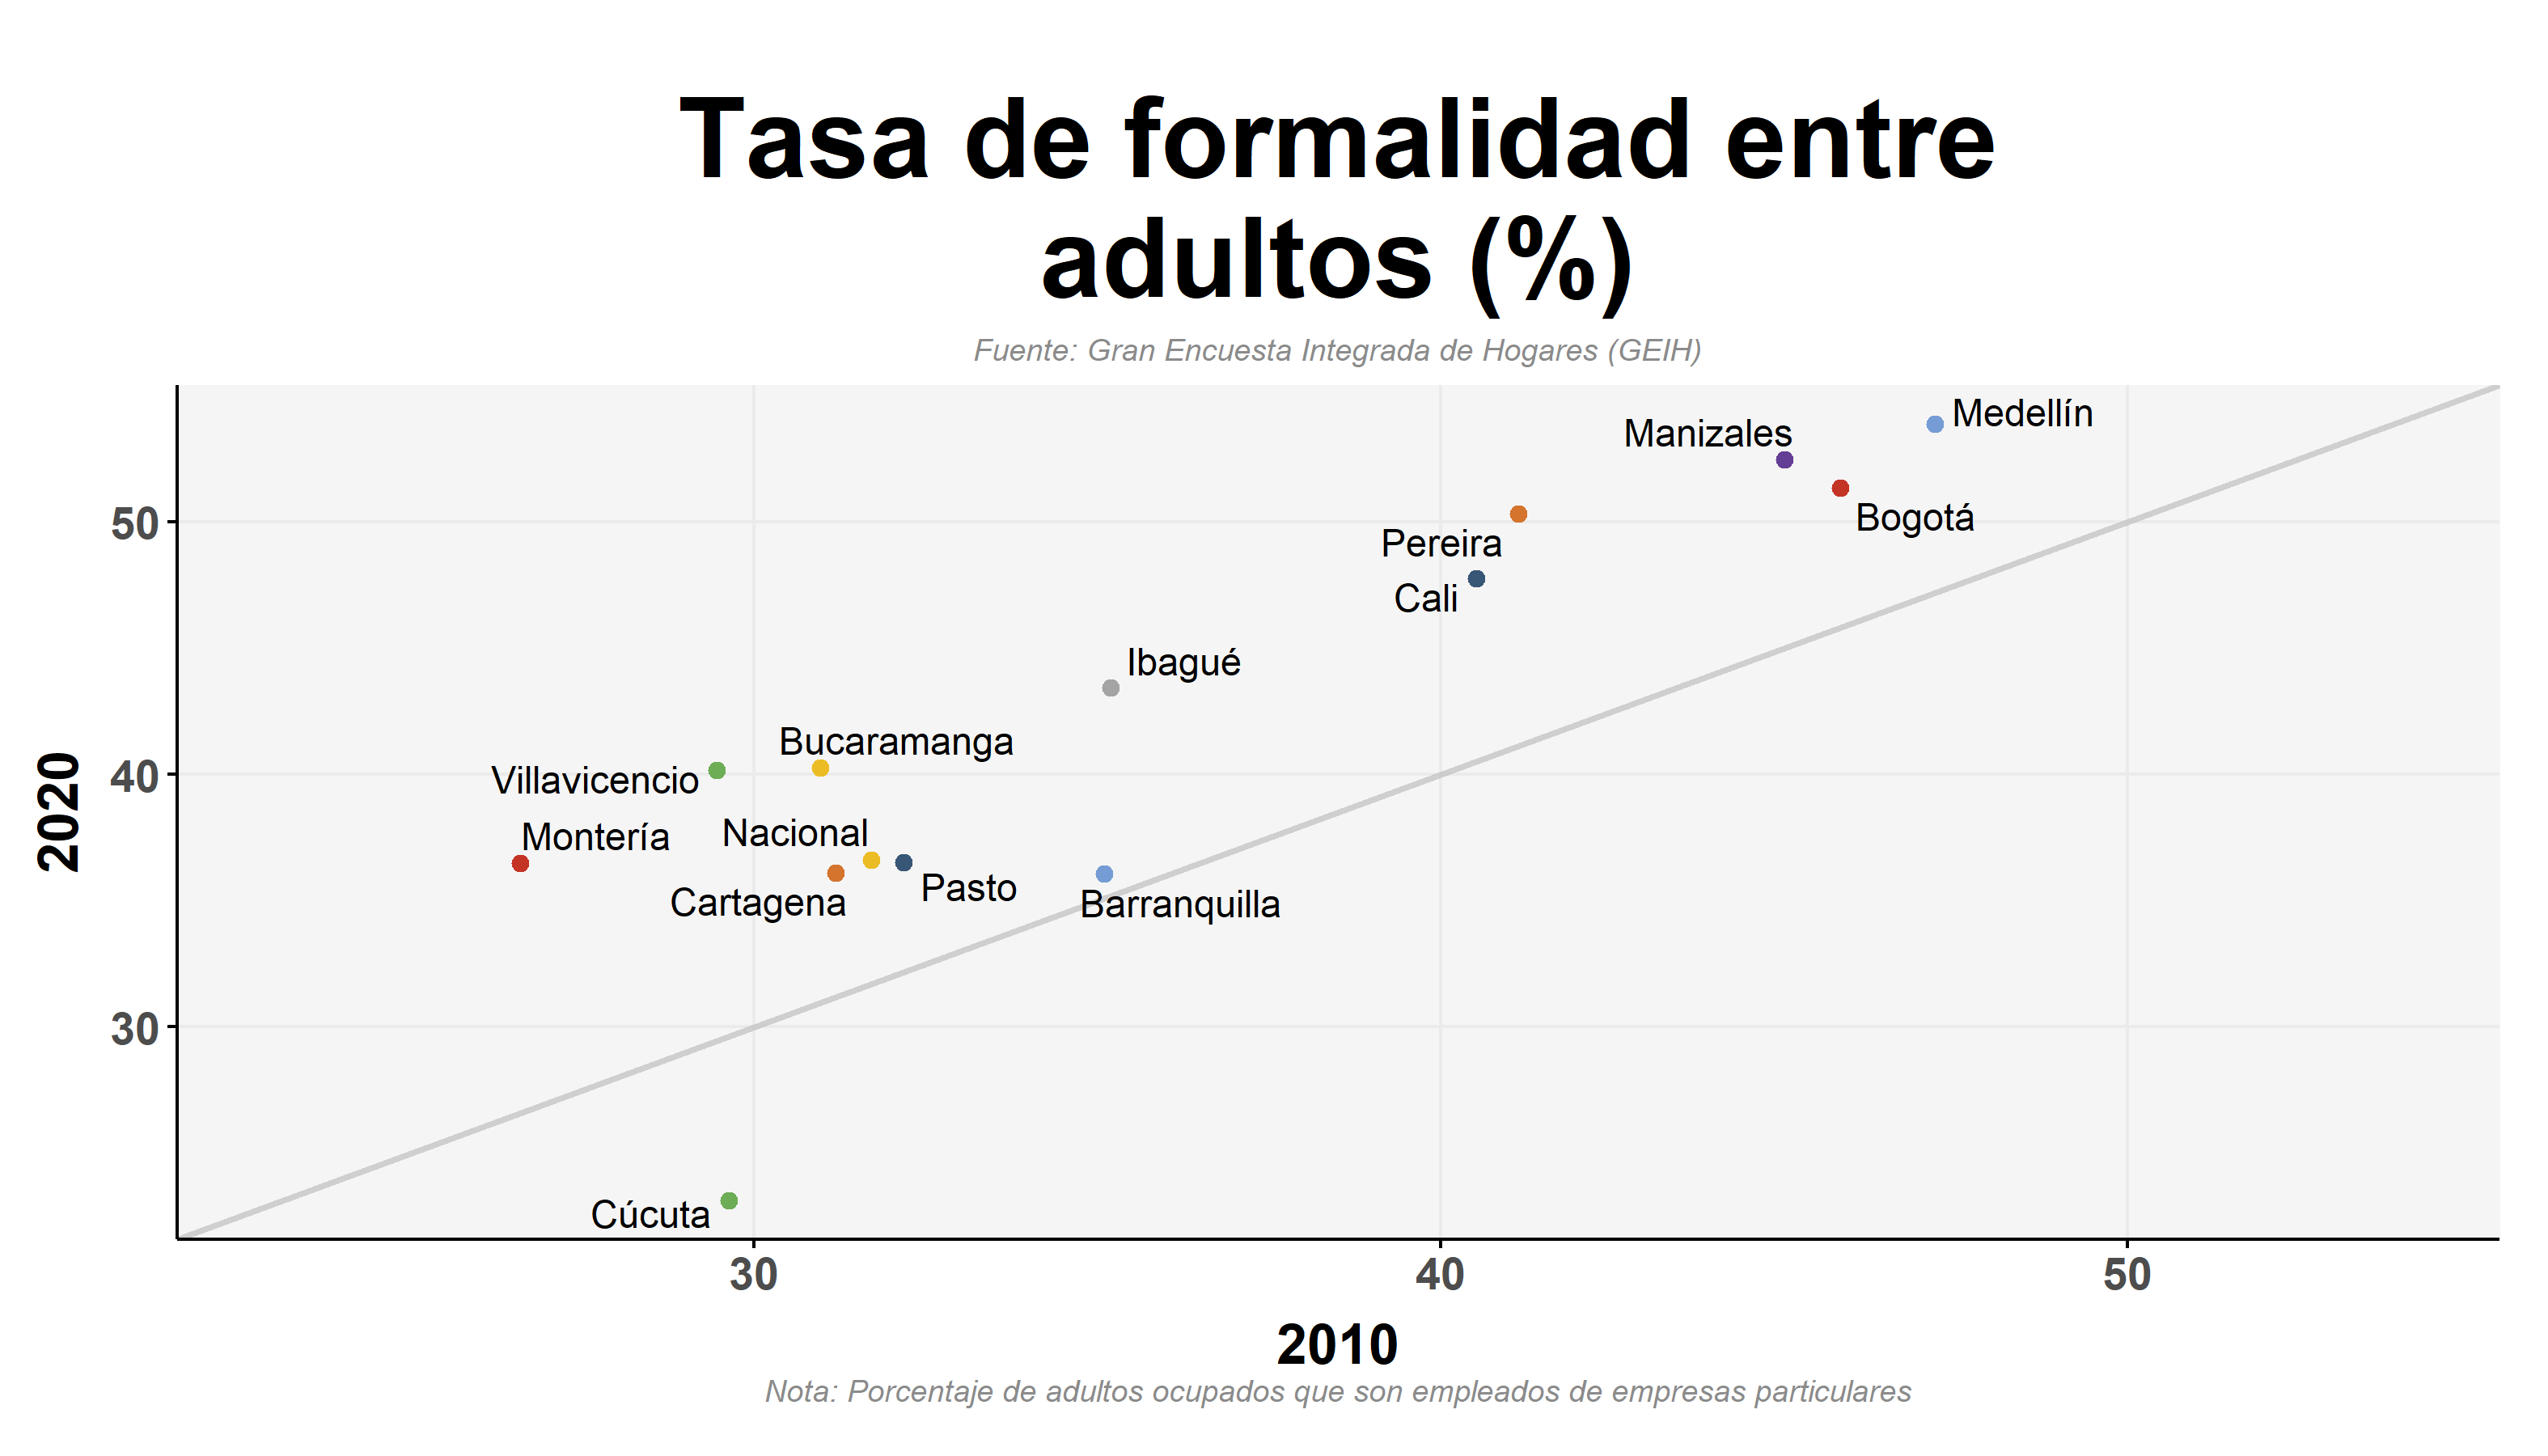 Tasa de formalidad entre
adultos (%)
Fuente: Gran Encuesta Integrada de Hogares (GEIH)
Medellín
Manizales
Bogotá
50
Pereira
Cali
Ibagué
Bucaramanga
Villavicencio
40
2020
Montería
Nacional
Pasto
Cartagena
Barranquilla
30
Cúcuta
30
40
50
2010
Nota: Porcentaje de adultos ocupados que son empleados de empresas particulares